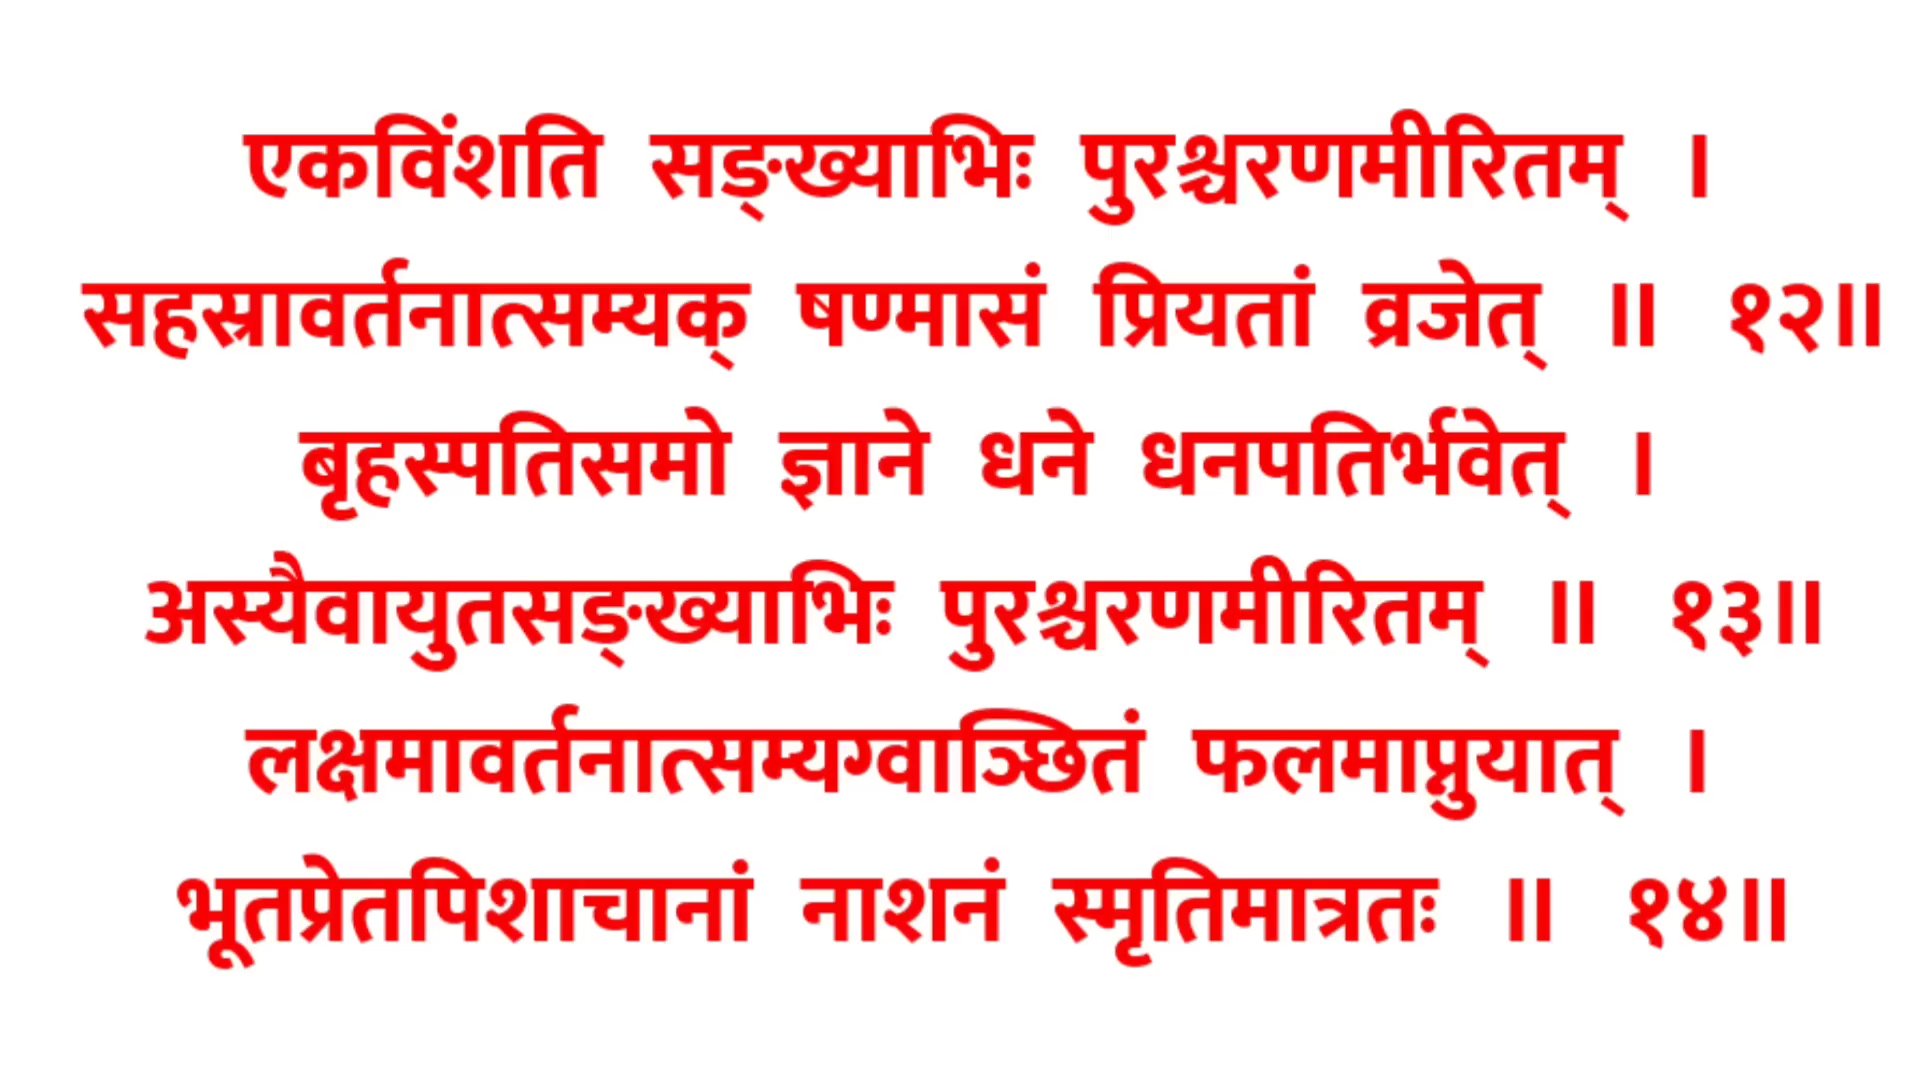 एकविंशति सङ्ख्याभिः पुरश्चरणमीरितम् ।
सहस्रावर्तनात्सम्यक् षण्मासं प्रियतां व्रजेत् ॥ १२॥
बृहस्पतिसमो ज्ञाने धने धनपतिर्भवेत् ।
अस्यैवायुतसङ्ख्याभिः पुरश्चरणमीरितम् ॥ १३॥
लक्षमावर्तनात्सम्यग्वाञ्छितं फलमाप्नुयात् ।
भूतप्रेतपिशाचानां नाशनं स्मृतिमात्रतः ॥ १४॥